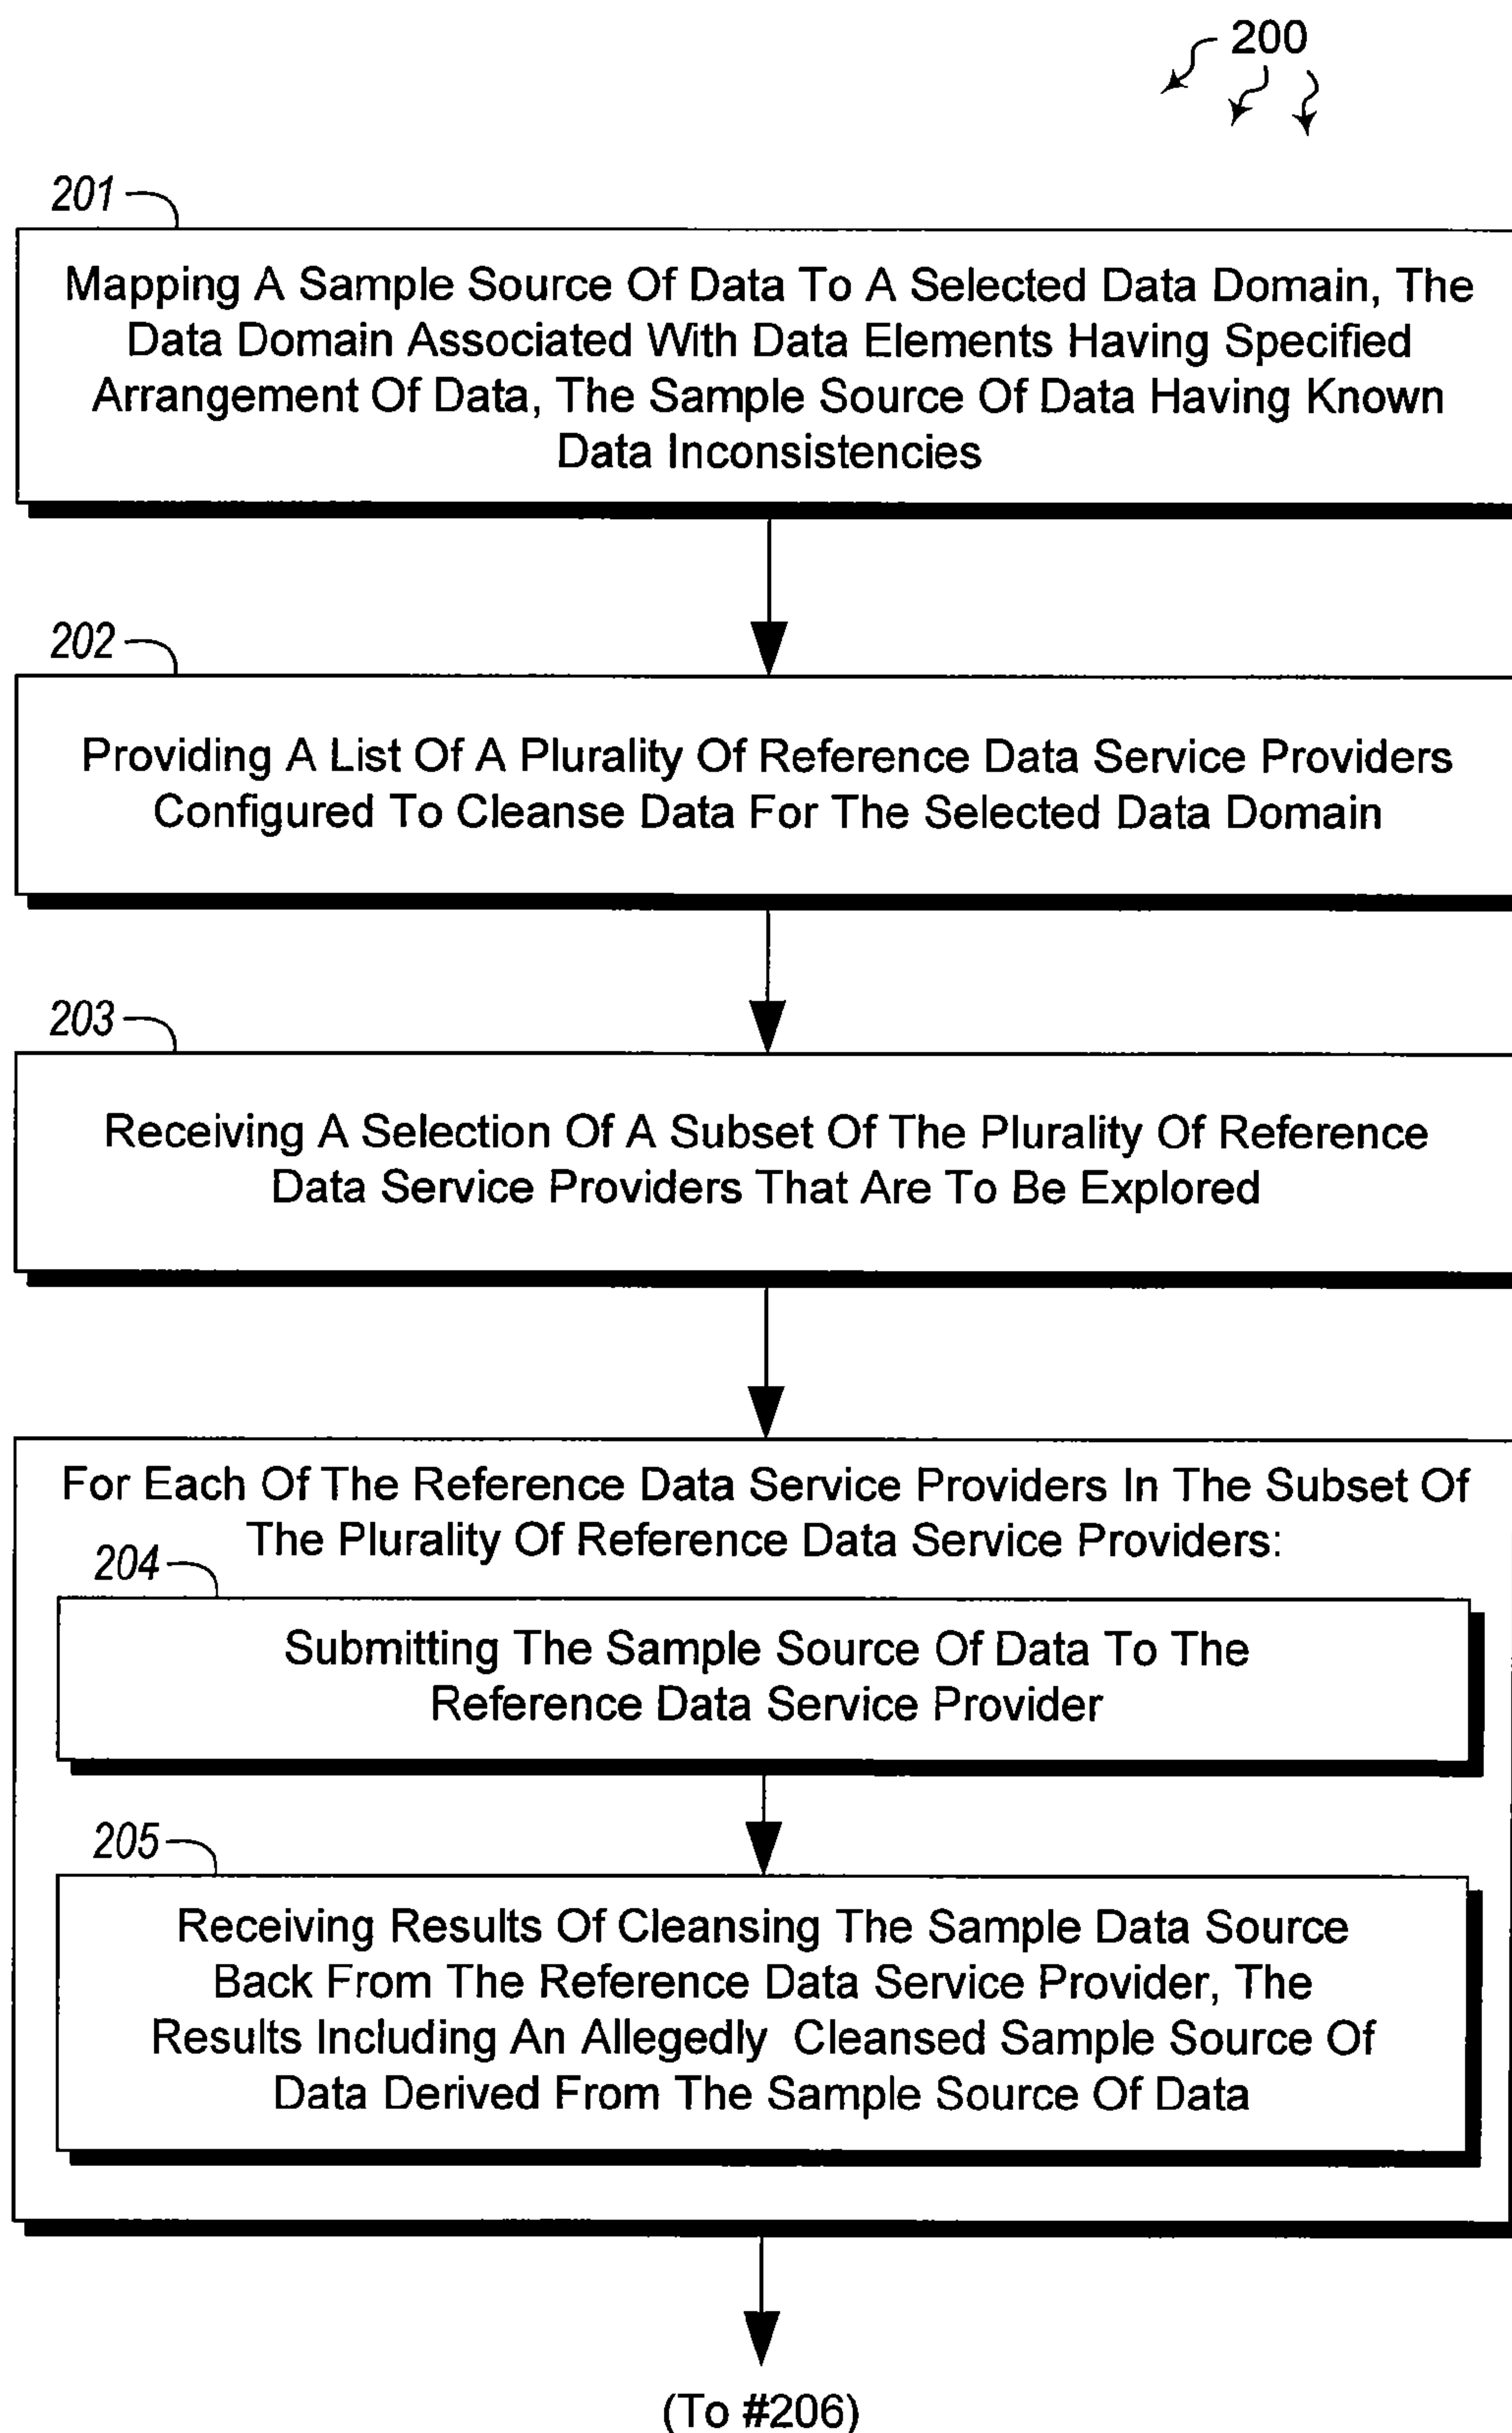 200
201
Mapping A Sample Source Of Data To A Selected Data Domain, The
Data Domain Associated With Data Elements Having Specified
Arrangement Of Data, The Sample Source Of Data Having Known
Data Inconsistencies
202
Providing A List Of A Plurality Of Reference Data Service Providers
Configured To Cleanse Data For The Selected Data Domain
203
Receiving A Selection Of A Subset Of The Plurality Of Reference
Data Service Providers That Are To Be Explored
For Each Of The Reference Data Service Providers In The Subset Of
The Plurality Of Reference Data Service Providers:
204
Submitting The Sample Source Of Data To The
Reference Data Service Provider
205
Receiving Results Of Cleansing The Sample Data Source
Back From The Reference Data Service Provider, The
Results Including An Allegedly Cleansed Sample Source Of
Data Derived From The Sample Source Of Data
(To #206)